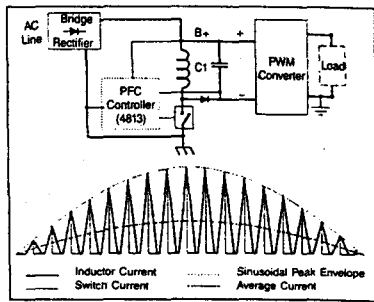 AC
Line
Bridge
Rectifier
B+
+
+
C1
PWM
Converter
Load
PFC
Controller
(4813)
−
−
Inductor Current
Switch Current
Sinusoidal Peak Envelope
Average Current